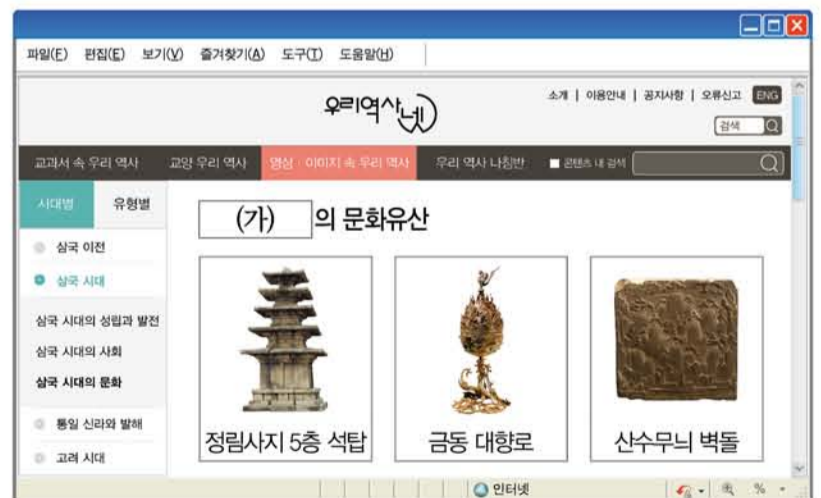 파일(F) 편집(E) 보기(V) 즐겨찾기(A) 도구(T) 도움말(H)
우리역사넷
소개 | 이용안내 | 공지사항 | 오류신고 ENG
검색
교과서 속 우리 역사 교양 우리 역사 영상·이미지 속 우리 역사 우리 역사 나침반 콘텐츠 내 검색
시대별 유형별
삼국 이전
삼국 시대
삼국 시대의 성립과 발전
삼국 시대의 사회
삼국 시대의 문화
통일 신라와 발해
고려 시대
(가) 의 문화유산
정림사지 5층 석탑 금동 대향로 산수무늬 벽돌
인터넷 %